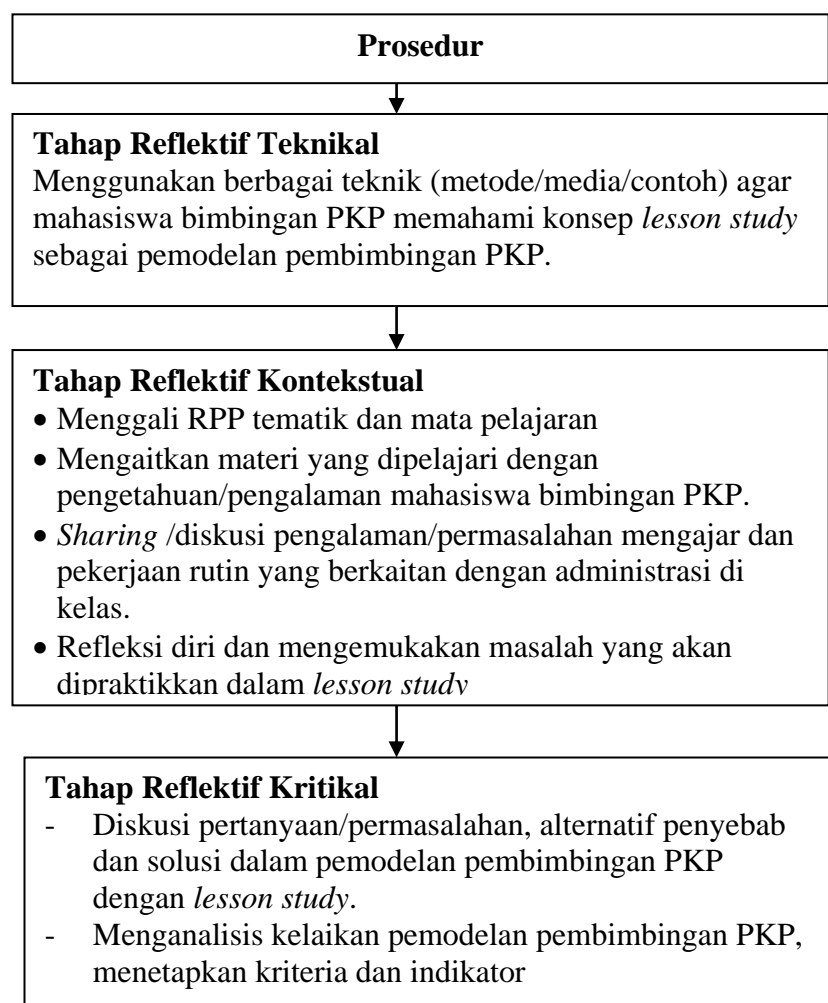 Prosedur
Tahap Reflektif Teknikal
Menggunakan berbagai teknik (metode/media/contoh) agar
mahasiswa bimbingan PKP memahami konsep lesson study
sebagai pemodelan pembimbingan PKP.
Tahap Reflektif Kontekstual
• Menggali RPP tematik dan mata pelajaran
• Mengaitkan materi yang dipelajari dengan
pengetahuan/pengalaman mahasiswa bimbingan PKP.
• Sharing /diskusi pengalaman/permasalahan mengajar dan
pekerjaan rutin yang berkaitan dengan administrasi di
kelas.
• Refleksi diri dan mengemukakan masalah yang akan
dipraktikkan dalam lesson study
Tahap Reflektif Kritikal
- Diskusi pertanyaan/permasalahan, alternatif penyebab
dan solusi dalam pemodelan pembimbingan PKP
dengan lesson study.
- Menganalisis kelaikan pemodelan pembimbingan PKP,
menetapkan kriteria dan indikator